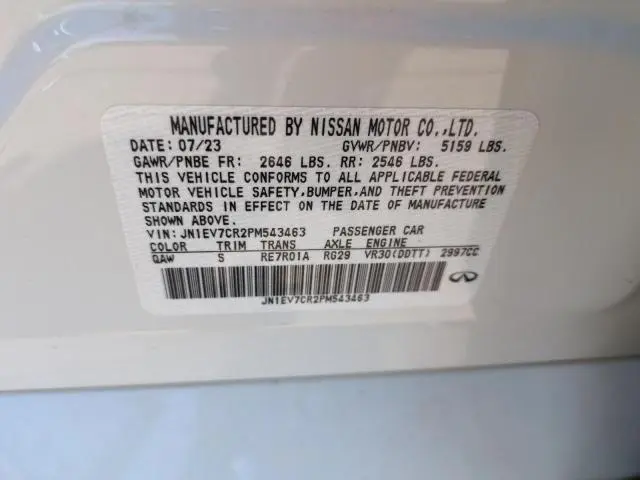 MANUFACTURED BY NISSAN MOTOR CO.,LTD.
DATE: 07/23 GVWR/PNBV: 5159 LBS.
GAWR/PNBE FR: 2646 LBS. RR: 2546 LBS.
THIS VEHICLE CONFORMS TO ALL APPLICABLE FEDERAL
MOTOR VEHICLE SAFETY,BUMPER,AND THEFT PREVENTION
STANDARDS IN EFFECT ON THE DATE OF MANUFACTURE
SHOWN ABOVE.
VIN: JN1EV7CR2PM543463 PASSENGER CAR
COLOR TRIM TRANS AXLE ENGINE
QAW S RE7R01A RG29 VR30(DDTT) 2997CC
JN1EV7CR2PM543463